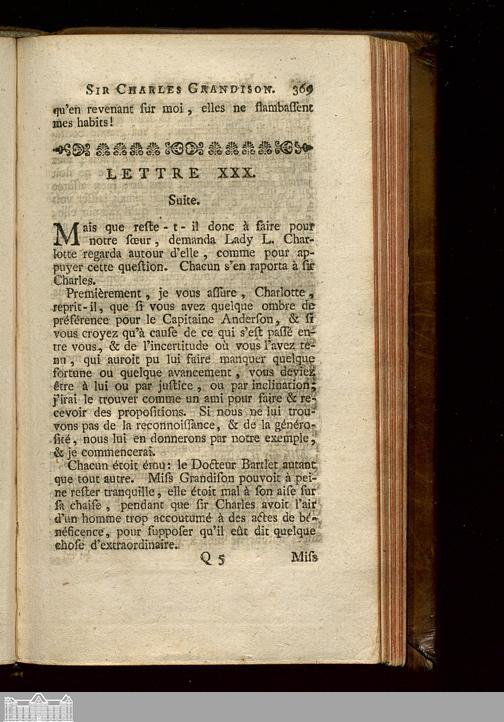 SIR CHARLES GRANDISON. 369
qu'en revenant ſur moi, elles ne flambaſſent
mes habits!
LETTRE XXX.
Suite.
Mais que reſte-t-il donc à faire pour
notre ſœur, demanda Lady L. Char-
lotte regarda autour d'elle, comme pour ap-
puyer cette queſtion. Chacun s'en raporta à ſir
Charles.
Premièrement, je vous aſſure, Charlotte,
reprit-il, que ſi vous avez quelque ombre de
préférence pour le Capitaine Anderſon, & ſi
vous croyez qu'à cauſe de ce qui s'eſt paſſé en-
tre vous, & de l'incertitude où vous l'avez te-
nu, qui auroit pu lui faire manquer quelque
fortune ou quelque avancement, vous deviez
être à lui ou par juſtice, ou par inclination;
j'irai le trouver comme un ami pour faire & re-
cevoir des propoſitions. Si nous ne lui trou-
vons pas de la reconnoiſſance, & de la généro-
ſité, nous lui en donnerons par notre exemple,
& je commencerai.
Chacun étoit ému: le Docteur Bartlet autant
que tout autre. Miſſ Grandiſon pouvoit à pei-
ne reſter tranquille, elle étoit mal à ſon aiſe ſur
ſa chaiſe, pendant que ſir Charles avoit l'air
d'un homme trop accoutumé à des actes de bé-
néficence, pour ſuppoſer qu'il eût dit quelque
choſe d'extraordinaire.
Q 5 Miſſ